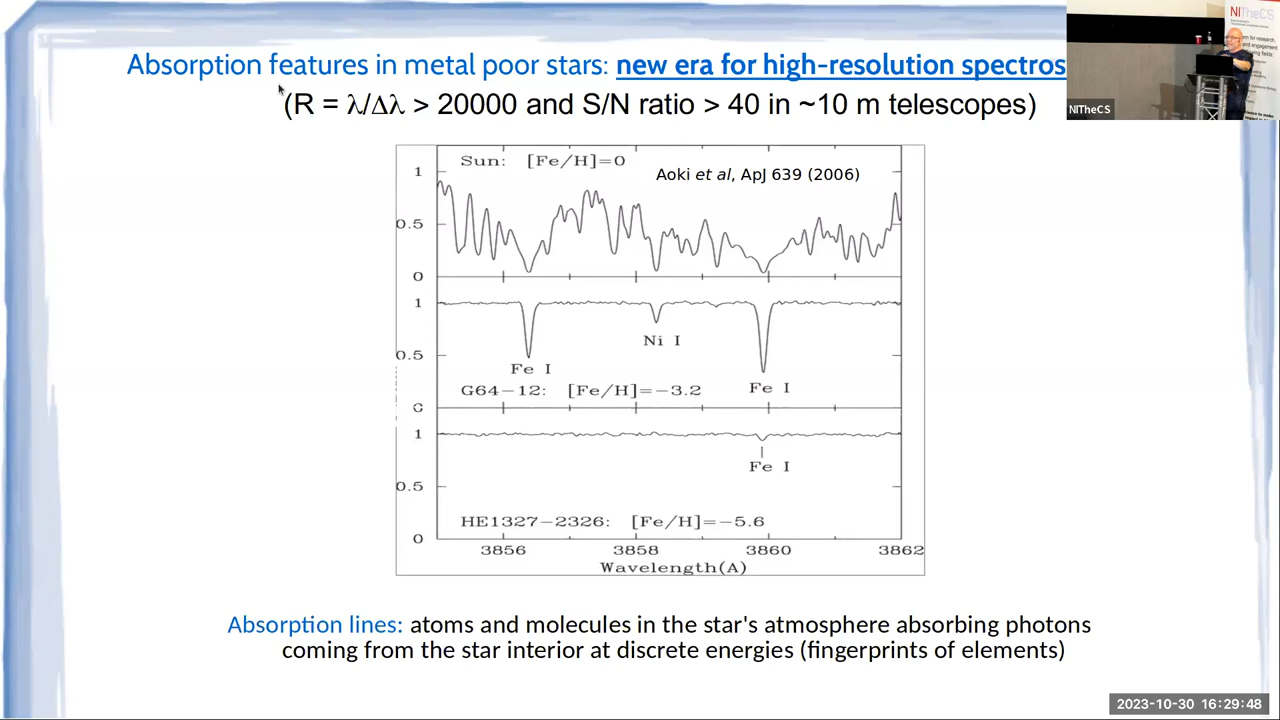 Absorption features in metal poor stars: new era for high-resolution spectros
(R = λ/Δλ > 20000 and S/N ratio > 40 in ~10 m telescopes)
NITheCS
NITheCS
Sun: [Fe/H]=0
Aoki et al, ApJ 639 (2006)
1
0.5
0
1
Ni I
0.5
Fe I
Fe I
G64-12: [Fe/H]=-3.2
0
1
Fe I
0.5
HE1327-2326: [Fe/H]=-5.6
0
3856 3858 3860 3862
Wavelength(A)
Absorption lines: atoms and molecules in the star's atmosphere absorbing photons
coming from the star interior at discrete energies (fingerprints of elements)
2023-10-30 16:29:48